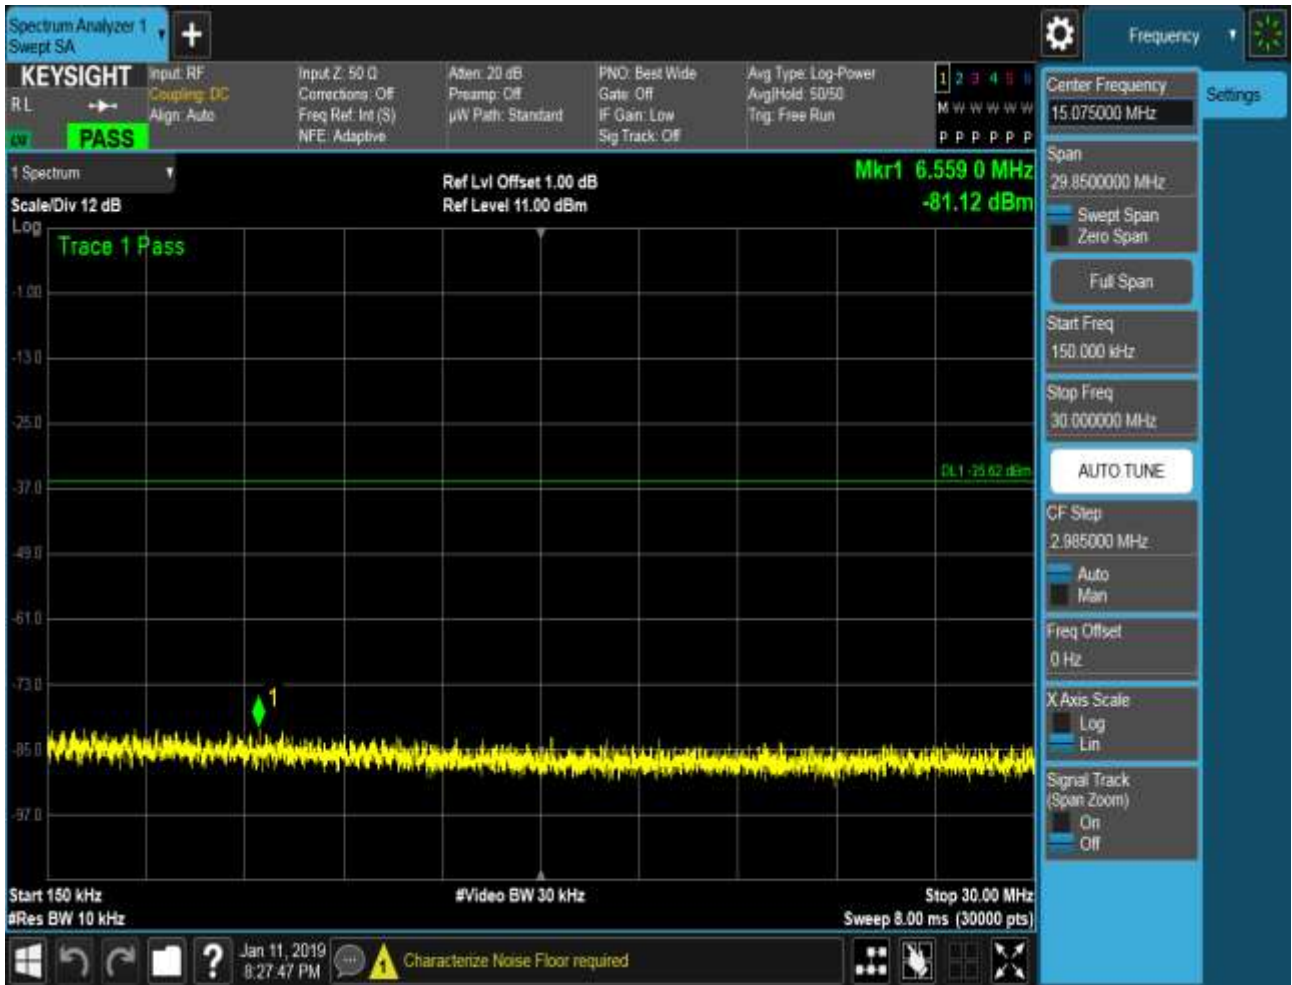 Spectrum Analyzer 1
Swept SA
Frequency
KEYSIGHT
R L
PASS
Input: RF
Coupling: DC
Align: Auto
Input Z: 50 Ω
Corrections: Off
Freq Ref: Int (S)
NFE: Adaptive
Atten: 20 dB
Preamp: Off
µW Path: Standard
PNO: Best Wide
Gate: Off
IF Gain: Low
Sig Track: Off
Avg Type: Log-Power
Avg|Hold: 50/50
Trig: Free Run
1 2 3 4 5 6
M W W W W W
P P P P P P
1 Spectrum
Scale/Div 12 dB
Log
Ref Lvl Offset 1.00 dB
Ref Level 11.00 dBm
Mkr1 6.559 0 MHz
-81.12 dBm
Trace 1 Pass
-1.00
-13.0
-25.0
DL1 -35.62 dBm
-37.0
-49.0
-61.0
-73.0
1
-85.0
-97.0
Start 150 kHz
#Res BW 10 kHz
#Video BW 30 kHz
Stop 30.00 MHz
Sweep 8.00 ms (30000 pts)
Center Frequency
15.075000 MHz
Settings
Span
29.8500000 MHz
Swept Span
Zero Span
Full Span
Start Freq
150.000 kHz
Stop Freq
30.000000 MHz
AUTO TUNE
CF Step
2.985000 MHz
Auto
Man
Freq Offset
0 Hz
X Axis Scale
Log
Lin
Signal Track
(Span Zoom)
On
Off
?
Jan 11, 2019
8:27:47 PM
1
Characterize Noise Floor required